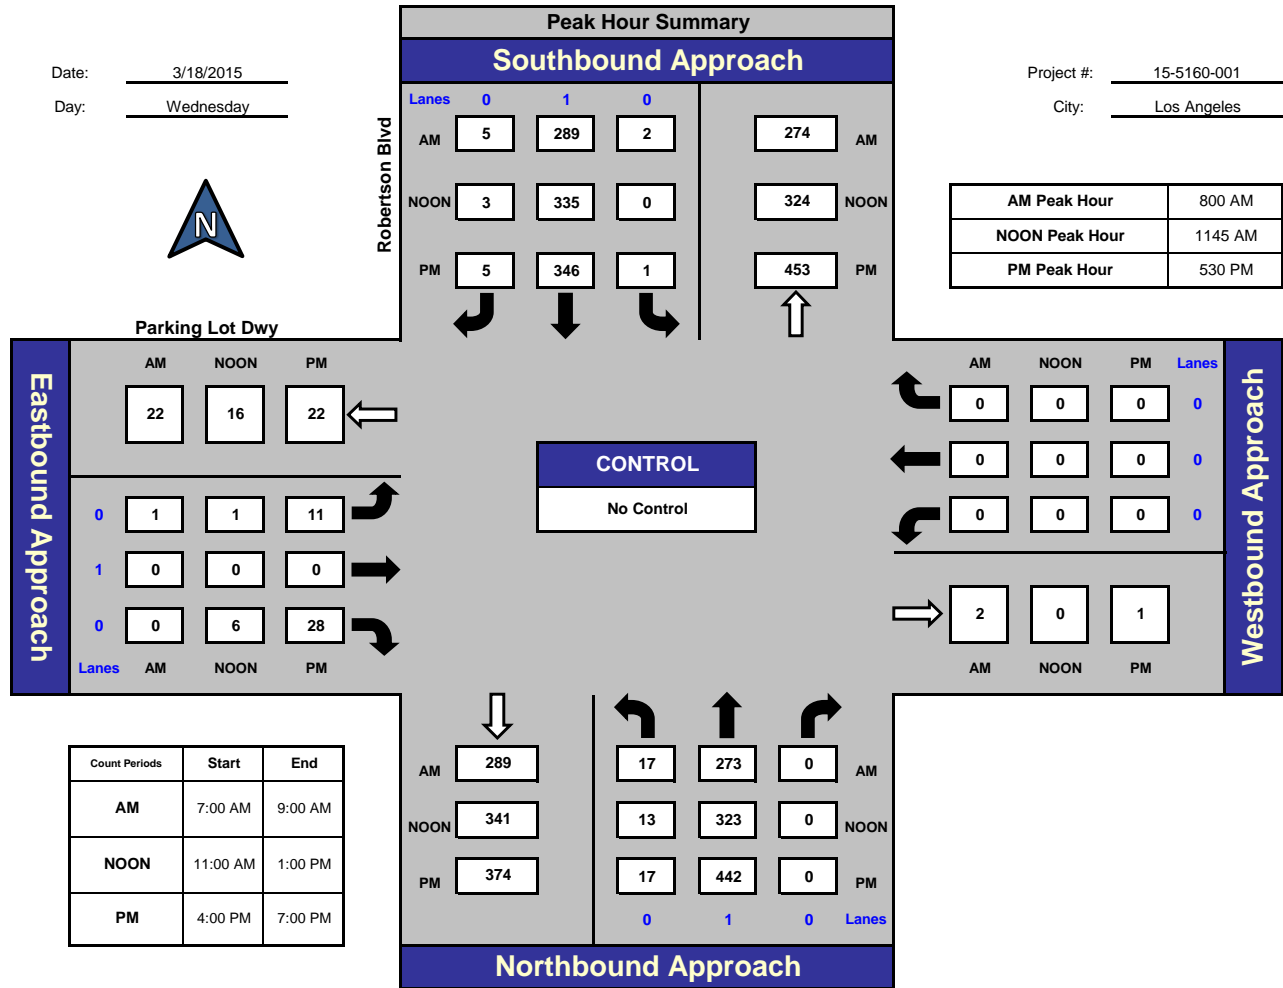 Peak Hour Summary
Southbound Approach
Date: 3/18/2015
Day: Wednesday
Project #: 15-5160-001
City: Los Angeles
N
Robertson Blvd
Lanes 0 1 0
AM 5 289 2 274 AM
NOON 3 335 0 324 NOON
PM 5 346 1 453 PM
AM Peak Hour 800 AM
NOON Peak Hour 1145 AM
PM Peak Hour 530 PM
Parking Lot Dwy
Eastbound Approach
AM NOON PM
22 16 22
0 1 1 11
1 0 0 0
0 0 6 28
Lanes AM NOON PM
CONTROL
No Control
AM NOON PM Lanes
0 0 0 0
0 0 0 0
0 0 0 0
2 0 1
AM NOON PM
Westbound Approach
Count Periods Start End
AM 7:00 AM 9:00 AM
NOON 11:00 AM 1:00 PM
PM 4:00 PM 7:00 PM
AM 289 17 273 0 AM
NOON 341 13 323 0 NOON
PM 374 17 442 0 PM
0 1 0 Lanes
Northbound Approach